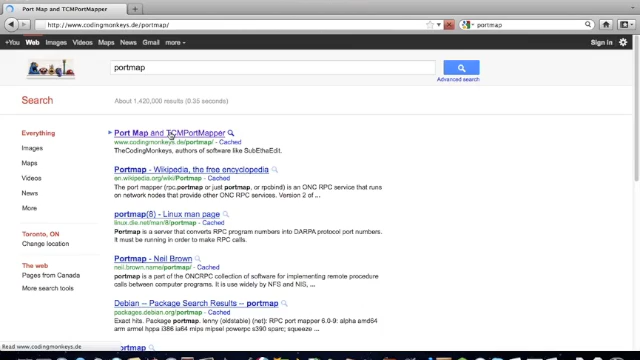 Port Map and TCMPortMapper
http://www.codingmonkeys.de/portmap/
portmap
+You Web Images Videos Maps News Gmail more
Sign in
portmap
Advanced search
Search
About 1,420,000 results (0.35 seconds)
Everything
Images
Maps
Videos
News
More
Toronto, ON
Change location
The web
Pages from Canada
More search tools
Port Map and TCMPortMapper
www.codingmonkeys.de/portmap/ - Cached
TheCodingMonkeys, authors of software like SubEthaEdit.
Portmap - Wikipedia, the free encyclopedia
en.wikipedia.org/wiki/Portmap - Cached
The port mapper (rpc.portmap or just portmap, or rpcbind) is an ONC RPC service that runs
on network nodes that provide other ONC RPC services. Version 2 of ...
portmap(8) - Linux man page
linux.die.net/man/8/portmap - Cached
Portmap is a server that converts RPC program numbers into DARPA protocol port numbers.
It must be running in order to make RPC calls.
Portmap - Neil Brown
neil.brown.name/portmap/ - Cached
portmap is a part of the ONCRPC collection of software for implementing remote procedure
calls between computer programs. It is use widely by NFS and NIS, ...
Debian -- Package Search Results -- portmap
packages.debian.org/portmap - Cached
Exact hits. Package portmap. lenny (oldstable) (net): RPC port mapper 6.0-9: alpha amd64
arm armel hppa i386 ia64 mips mipsel powerpc s390 sparc; squeeze ...
portmap
Read www.codingmonkeys.de